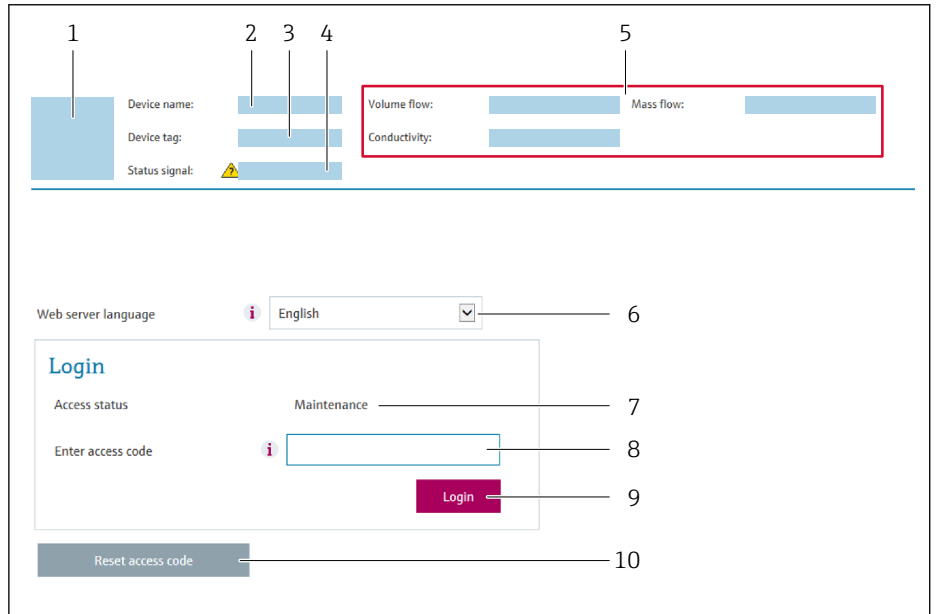 1 2 3 4 5
Device name: Volume flow: Mass flow:
Device tag: Conductivity:
Status signal: ?
Web server language i English 6
Login
Access status Maintenance 7
Enter access code i 8
Login 9
Reset access code 10